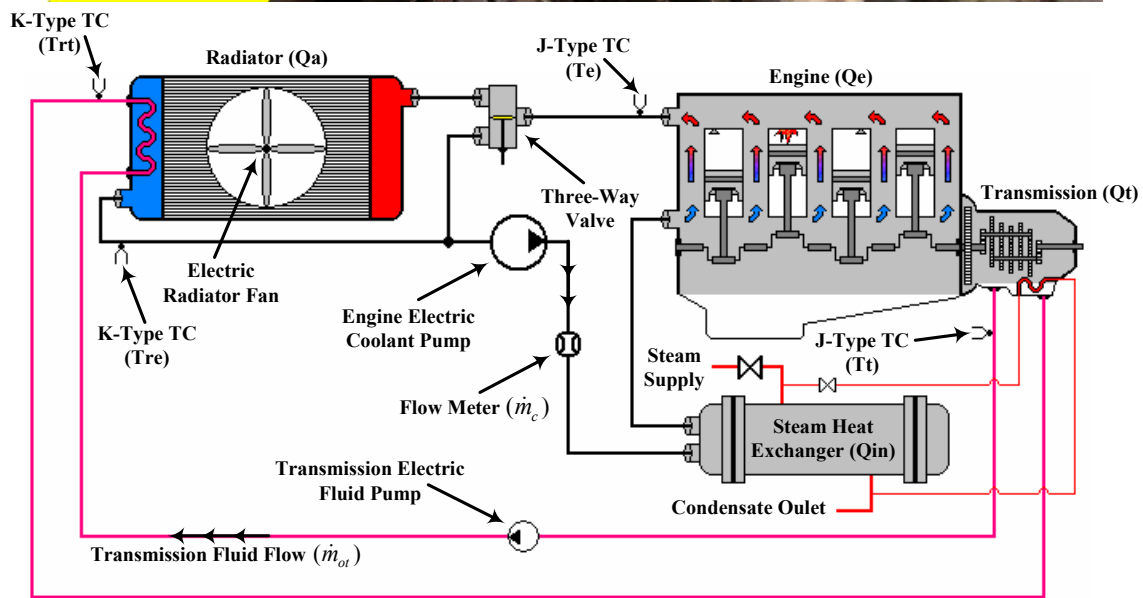 K-Type TC
(Trt)
Radiator (Qa)
J-Type TC
(Te)
Engine (Qe)
Three-Way
Valve
Transmission (Qt)
Electric
Radiator Fan
K-Type TC
(Tre)
Engine Electric
Coolant Pump
J-Type TC
(Tt)
Steam
Supply
Flow Meter (ṁ_c)
Steam Heat
Exchanger (Qin)
Transmission Electric
Fluid Pump
Condensate Oulet
Transmission Fluid Flow (ṁ_ot)